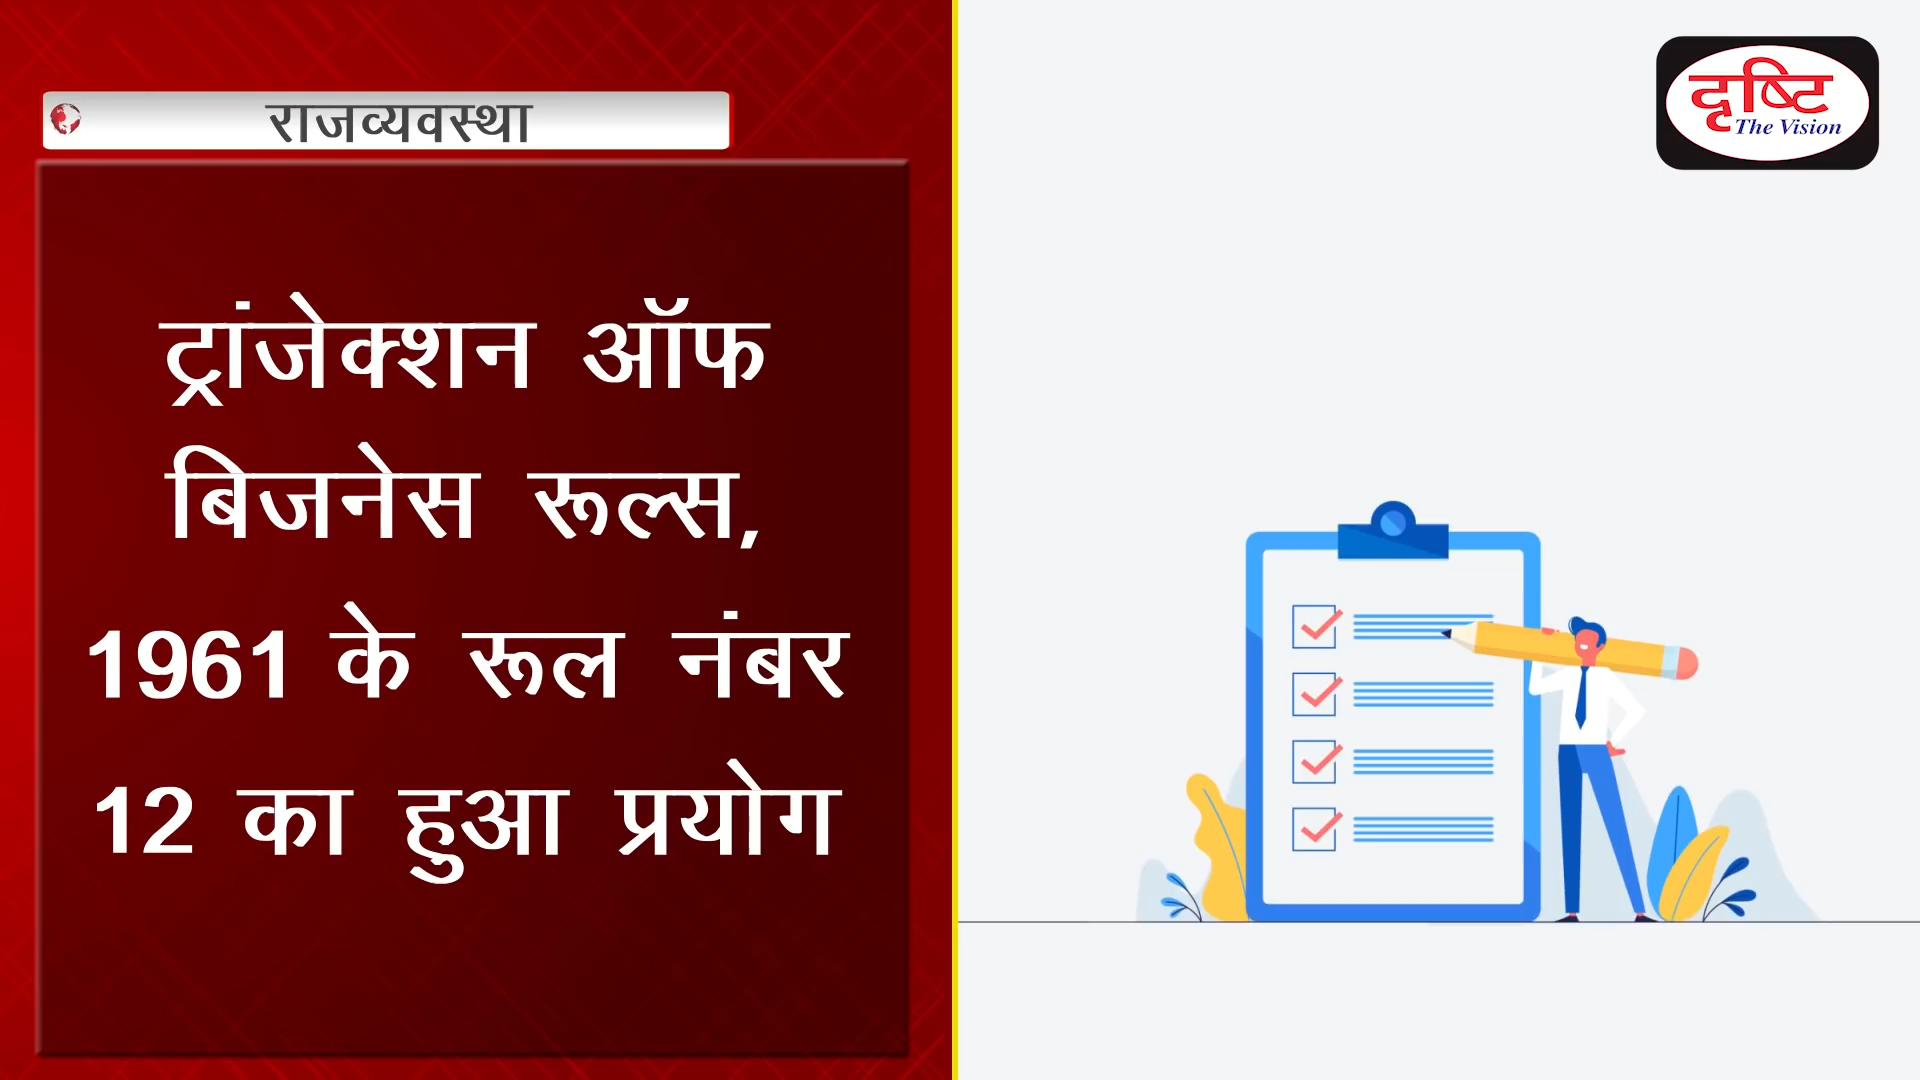 राजव्यवस्था
ट्रांजेक्शन ऑफ
बिजनेस रूल्स,
1961 के रूल नंबर
12 का हुआ प्रयोग
दृष्टि
The Vision